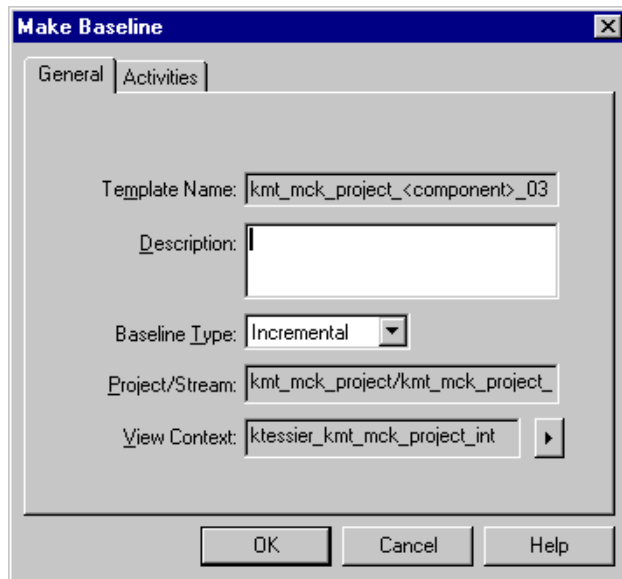 Make Baseline
General Activities
Template Name: kmt_mck_project_<component>_03
Description:
Baseline Type: Incremental
Project/Stream: kmt_mck_project/kmt_mck_project_
View Context: ktessier_kmt_mck_project_int
OK Cancel Help